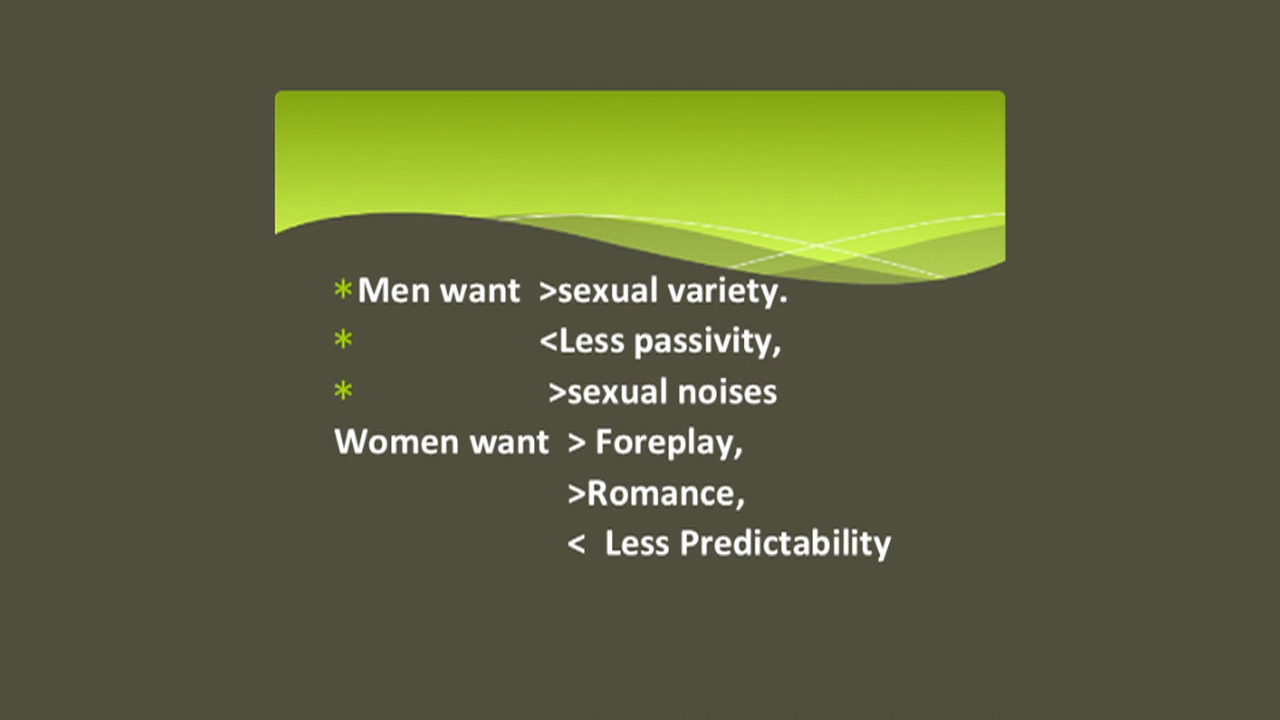 *Men want >sexual variety.
* <Less passivity,
* >sexual noises
Women want > Foreplay,
>Romance,
< Less Predictability